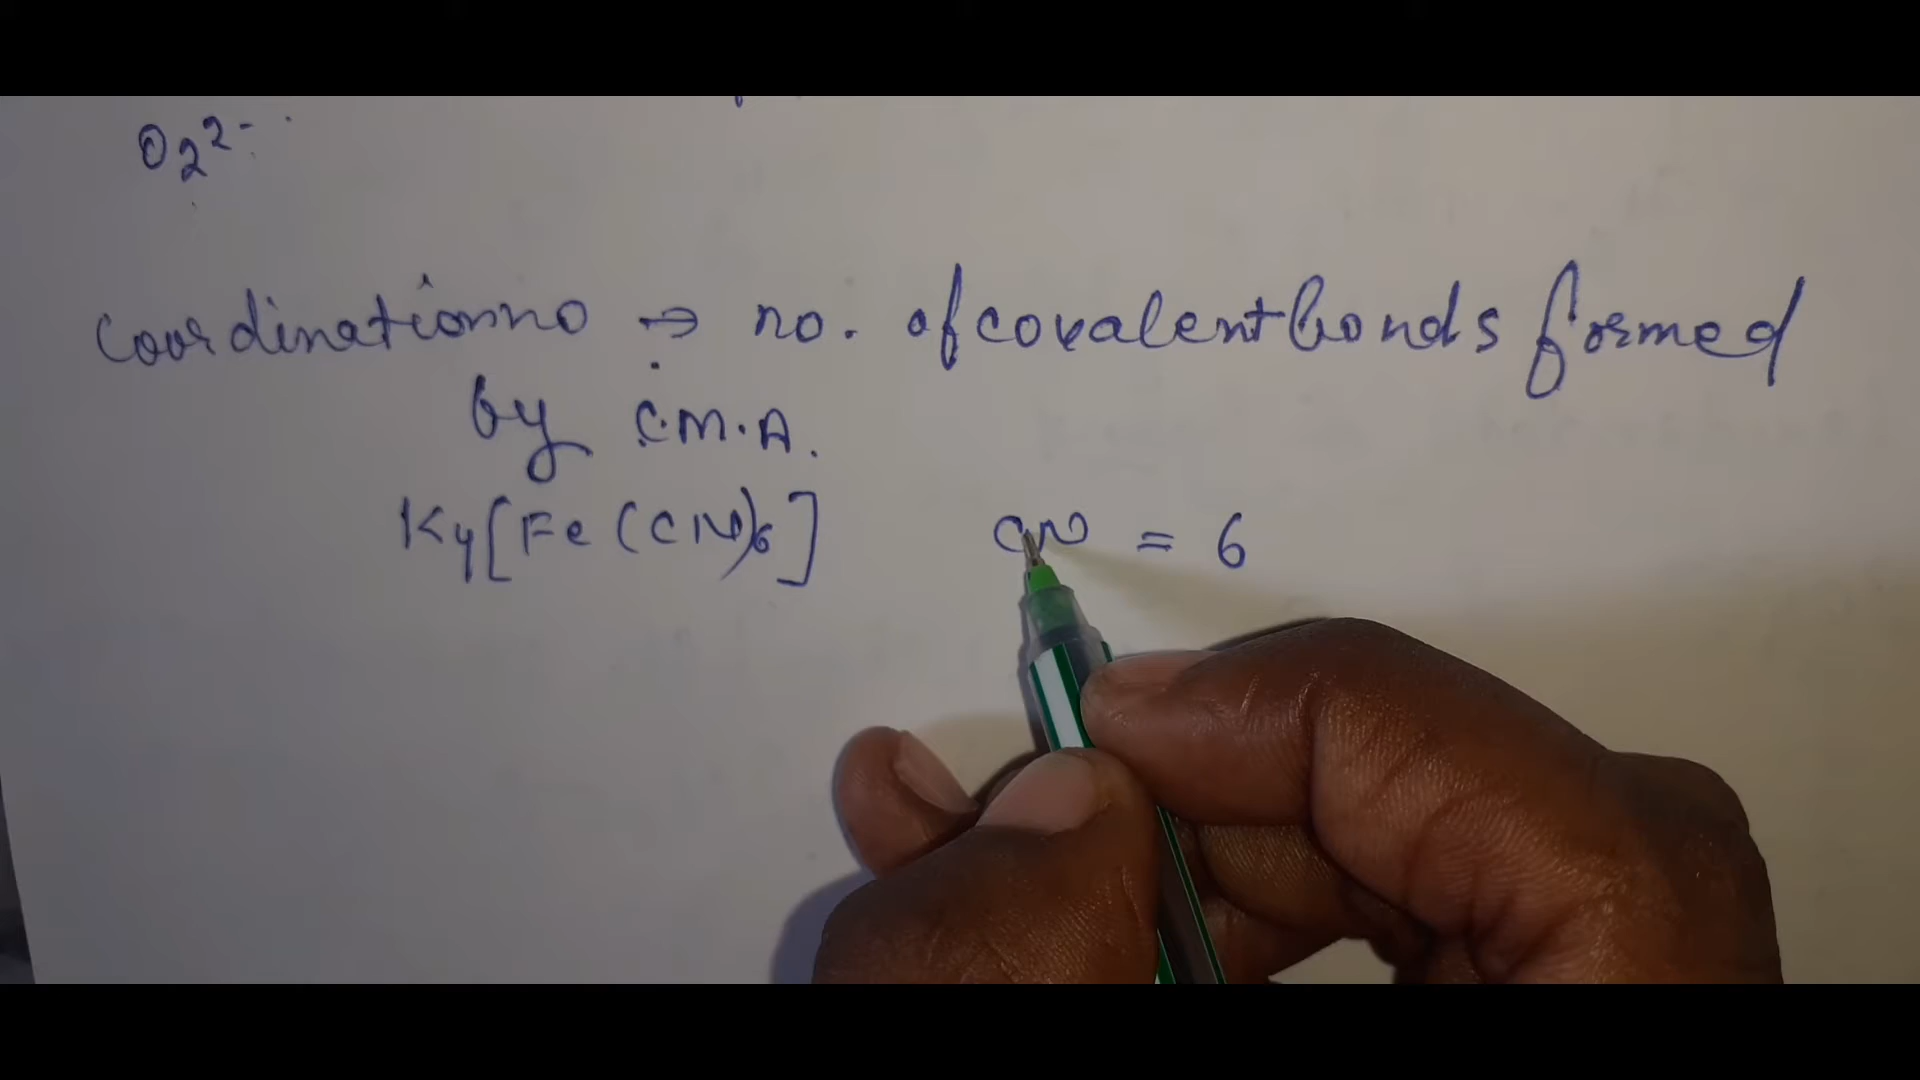 O₂²⁻
Coordination no → no. of covalent bonds formed
by C.M.A.
K₄[Fe(CN)₆] CN = 6